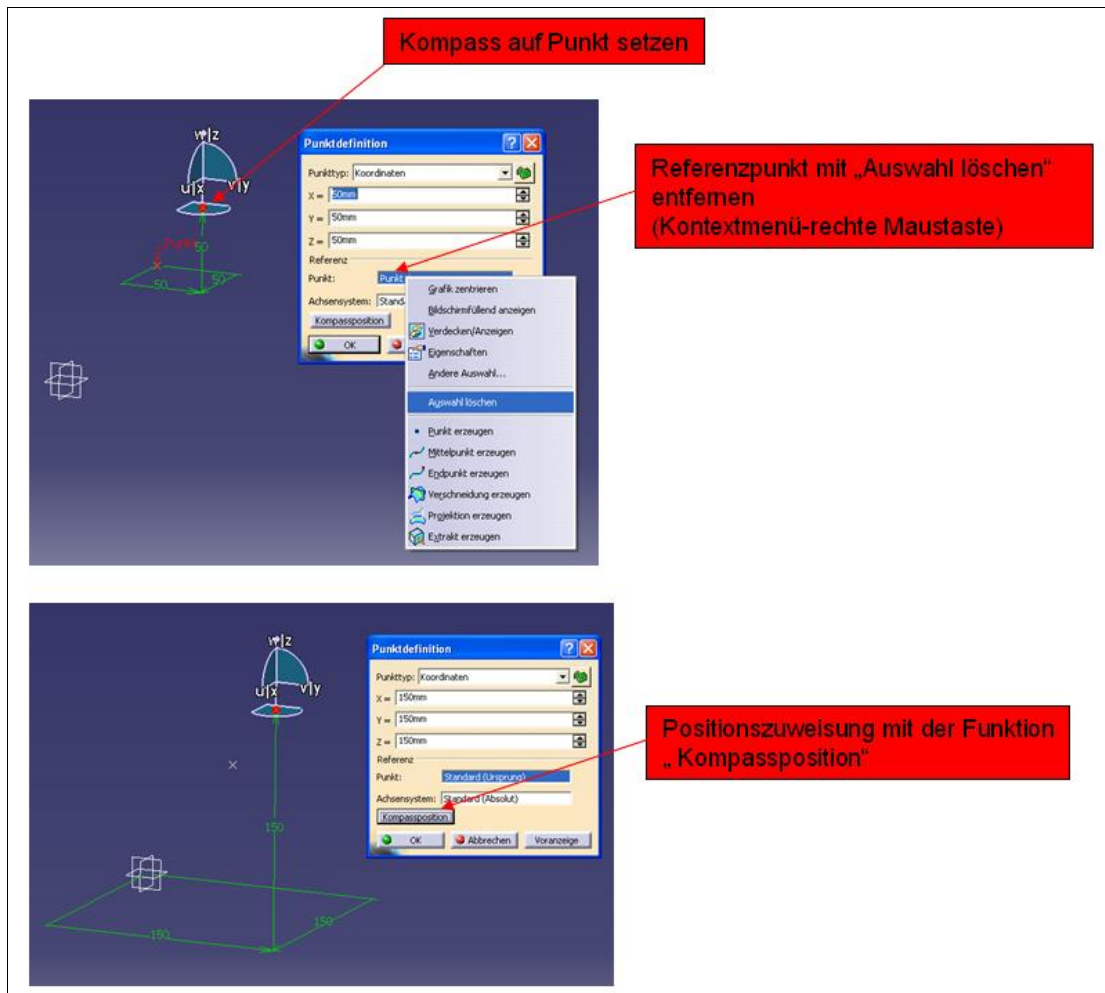 Kompass auf Punkt setzen
w|z
u|x
v|y
Punkt
50
50
50
Punktdefinition
Punkttyp: Koordinaten
X = 50mm
Y = 50mm
Z = 50mm
Referenz
Punkt:
Achsensystem: Standa
Kompassposition
OK
Grafik zentrieren
Bildschirmfüllend anzeigen
Verdecken/Anzeigen
Eigenschaften
Andere Auswahl...
Auswahl löschen
Punkt erzeugen
Mittelpunkt erzeugen
Endpunkt erzeugen
Verschneidung erzeugen
Projektion erzeugen
Extrakt erzeugen
Referenzpunkt mit „Auswahl löschen“
entfernen
(Kontextmenü-rechte Maustaste)
w|z
u|x
v|y
150
150
150
Punktdefinition
Punkttyp: Koordinaten
X = 150mm
Y = 150mm
Z = 150mm
Referenz
Punkt: Standard (Ursprung)
Achsensystem: Standard (Absolut)
Kompassposition
OK Abbrechen Voranzeige
Positionszuweisung mit der Funktion
„ Kompassposition“